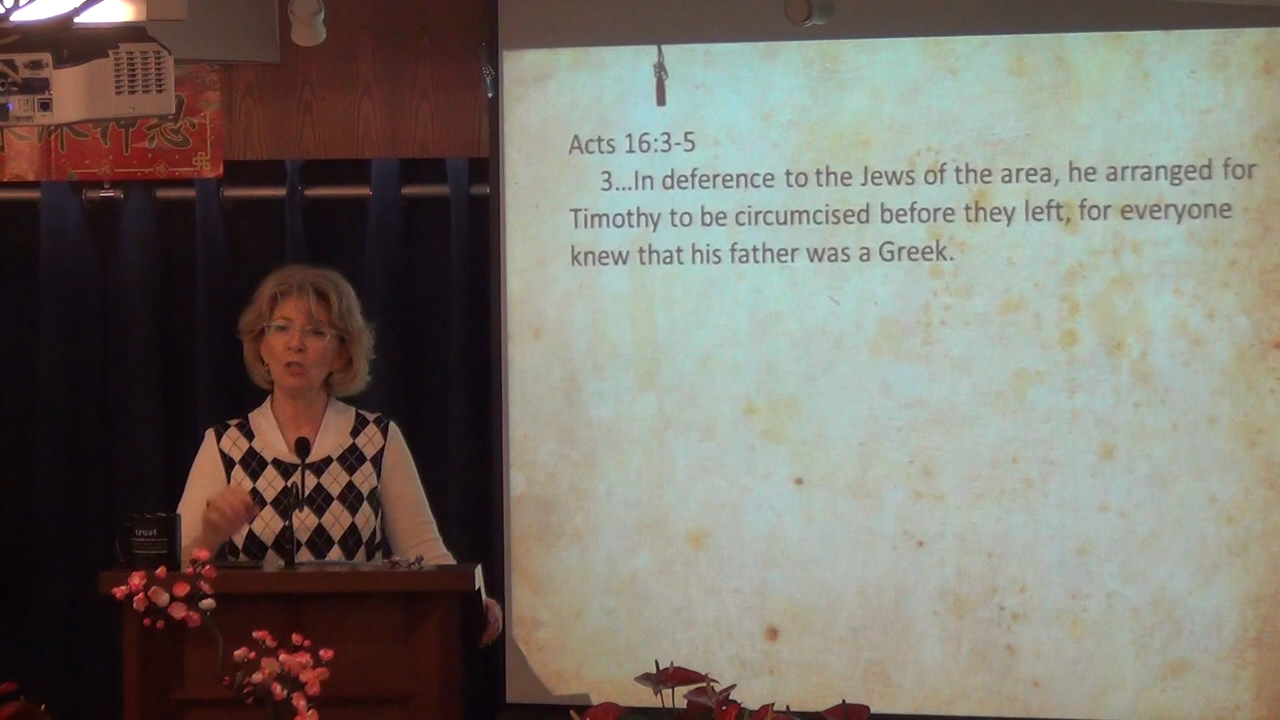 Acts 16:3-5
3...In deference to the Jews of the area, he arranged for
Timothy to be circumcised before they left, for everyone
knew that his father was a Greek.
trust